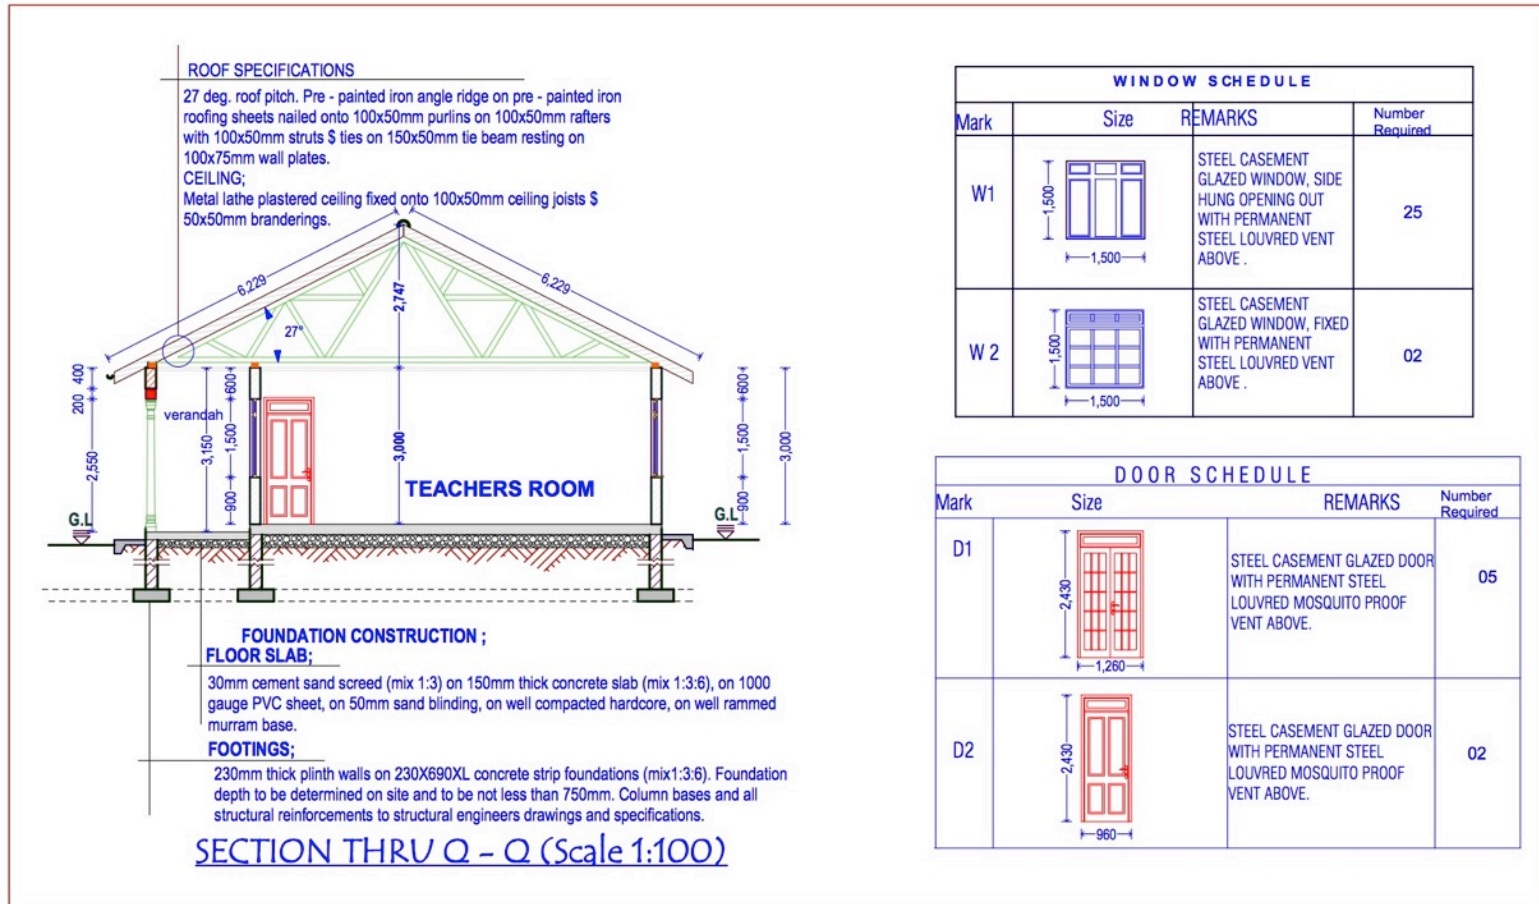 ROOF SPECIFICATIONS
27 deg. roof pitch. Pre - painted iron angle ridge on pre - painted iron
roofing sheets nailed onto 100x50mm purlins on 100x50mm rafters
with 100x50mm struts $ ties on 150x50mm tie beam resting on
100x75mm wall plates.
CEILING;
Metal lathe plastered ceiling fixed onto 100x50mm ceiling joists $
50x50mm branderings.
6,229
6,229
2,747
27°
400
200
2,550
verandah
3,150
600
1,500
900
3,000
TEACHERS ROOM
600
1,500
900
3,000
G.L
G.L
FOUNDATION CONSTRUCTION ;
FLOOR SLAB;
30mm cement sand screed (mix 1:3) on 150mm thick concrete slab (mix 1:3:6), on 1000
gauge PVC sheet, on 50mm sand blinding, on well compacted hardcore, on well rammed
murram base.
FOOTINGS;
230mm thick plinth walls on 230X690XL concrete strip foundations (mix1:3:6). Foundation
depth to be determined on site and to be not less than 750mm. Column bases and all
structural reinforcements to structural engineers drawings and specifications.
SECTION THRU Q - Q (Scale 1:100)
WINDOW SCHEDULE
Mark Size REMARKS Number
Required
W1
1,500
1,500
STEEL CASEMENT
GLAZED WINDOW, SIDE
HUNG OPENING OUT
WITH PERMANENT
STEEL LOUVRED VENT
ABOVE .
25
W 2
1,500
1,500
STEEL CASEMENT
GLAZED WINDOW, FIXED
WITH PERMANENT
STEEL LOUVRED VENT
ABOVE .
02
DOOR SCHEDULE
Mark Size REMARKS Number
Required
D1
2,430
1,260
STEEL CASEMENT GLAZED DOOR
WITH PERMANENT STEEL
LOUVRED MOSQUITO PROOF
VENT ABOVE.
05
D2
2,430
960
STEEL CASEMENT GLAZED DOOR
WITH PERMANENT STEEL
LOUVRED MOSQUITO PROOF
VENT ABOVE.
02